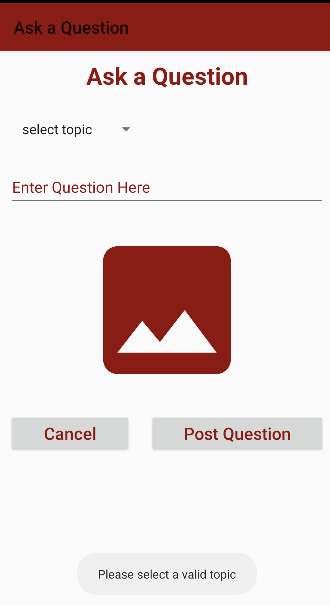 Ask a Question
Ask a Question
select topic
Enter Question Here
Cancel
Post Question
Please select a valid topic